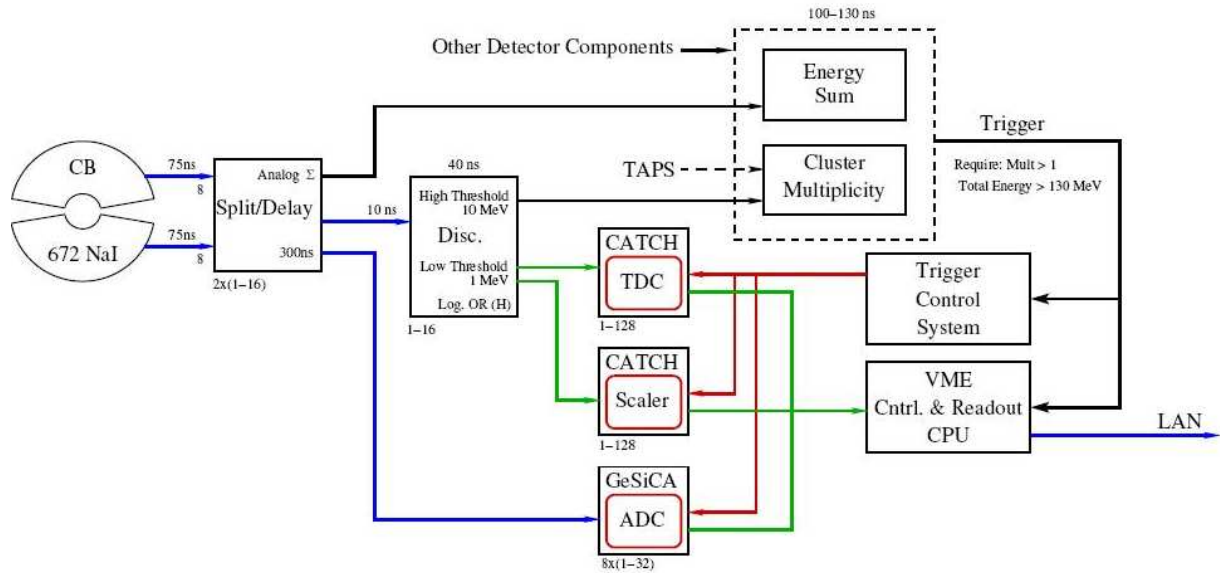 100–130 ns
Other Detector Components
Energy
Sum
Trigger
CB
75ns
8
Analog Σ
Split/Delay
300ns
2x(1–16)
672 NaI
75ns
8
10 ns
40 ns
High Threshold
10 MeV
Disc.
Low Threshold
1 MeV
Log. OR (H)
1–16
TAPS
Cluster
Multiplicity
Require: Mult > 1
Total Energy > 130 MeV
CATCH
TDC
1–128
Trigger
Control
System
CATCH
Scaler
1–128
VME
Cntrl. & Readout
CPU
LAN
GeSiCA
ADC
8x(1–32)